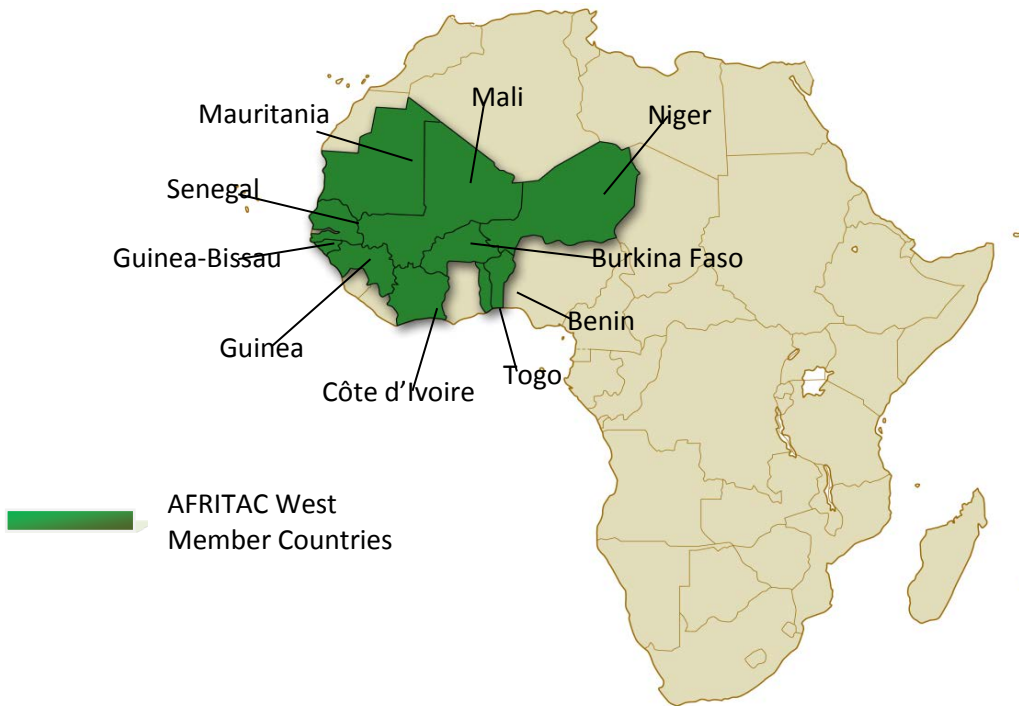 Mali
Mauritania
Niger
Senegal
Guinea-Bissau
Burkina Faso
Benin
Guinea
Togo
Côte d’Ivoire
AFRITAC West
Member Countries